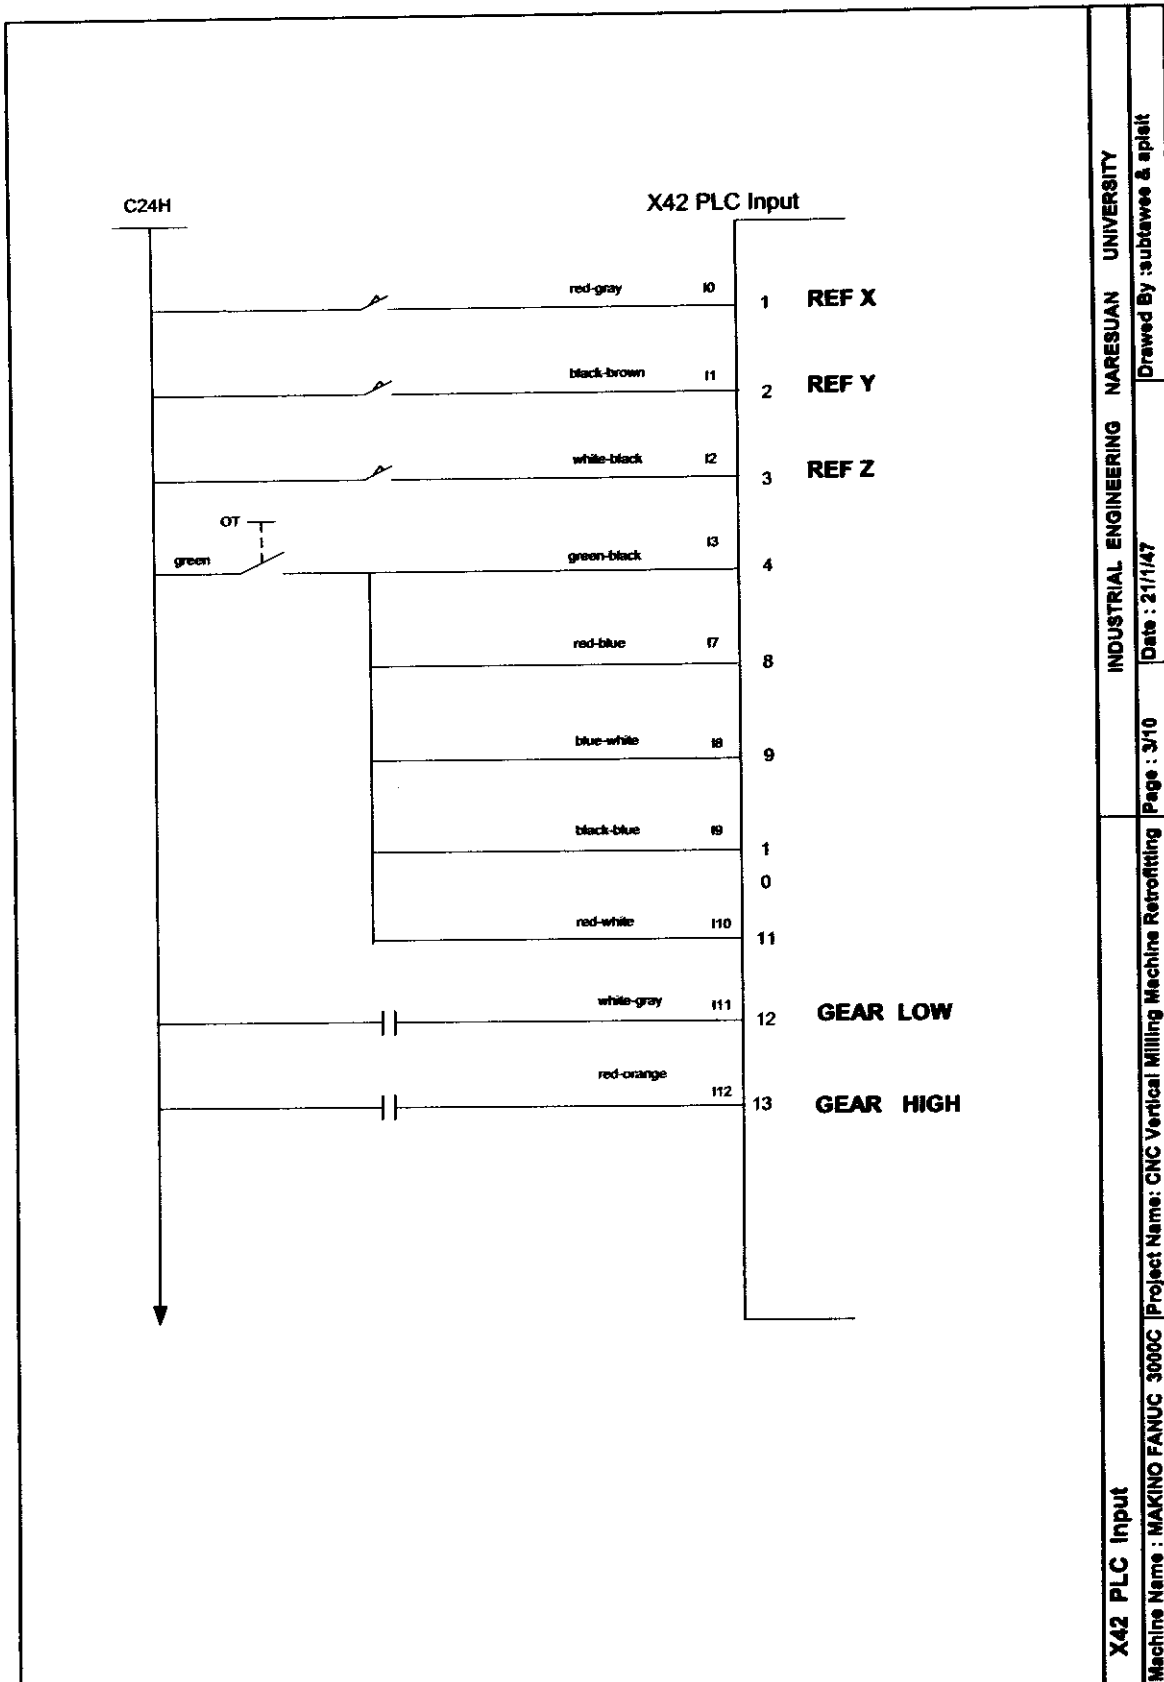 C24H
X42 PLC Input
red-gray I0 1 REF X
black-brown I1 2 REF Y
white-black I2 3 REF Z
OT
green green-black I3 4
red-blue I7 8
blue-white I8 9
black-blue I9 1
0
red-white I10 11
white-gray I11 12 GEAR LOW
red-orange I12 13 GEAR HIGH
X42 PLC Input
INDUSTRIAL ENGINEERING NARESUAN UNIVERSITY
Machine Name : MAKINO FANUC 3000C Project Name: CNC Vertical Milling Machine Retrofitting Page : 3/10 Date : 21/1/47 Drawed By :subtawee & apisit